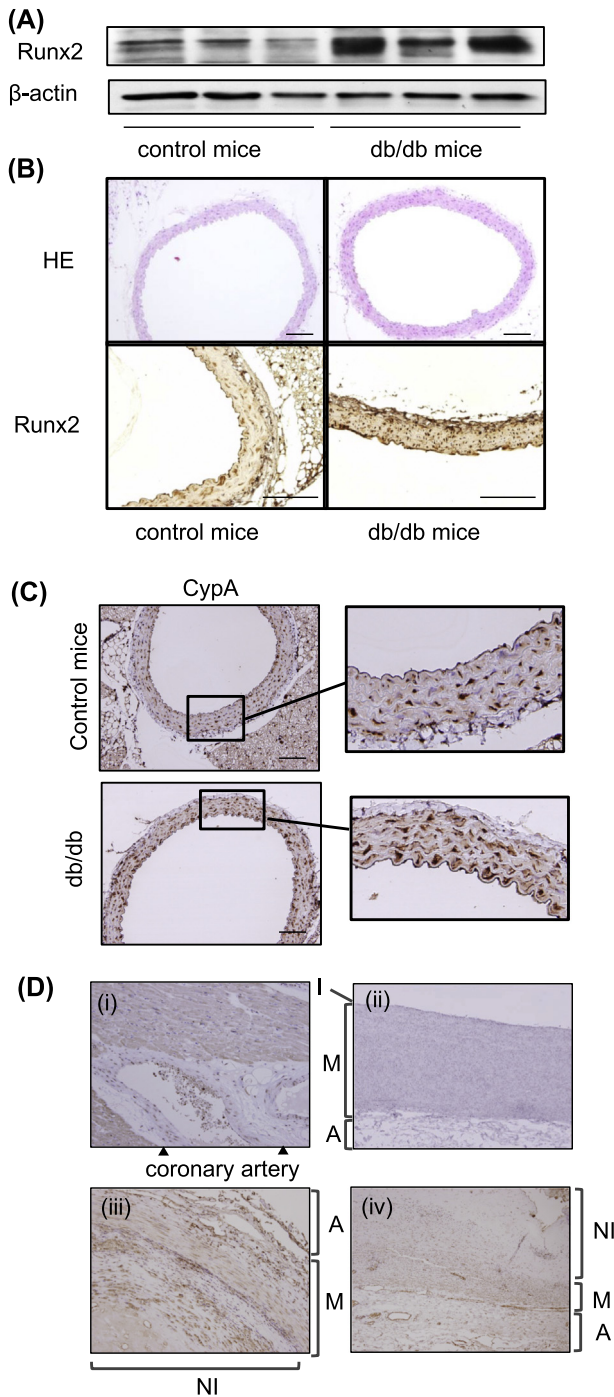 (A)
Runx2
β-actin
control mice
db/db mice
(B)
HE
Runx2
control mice
db/db mice
(C)
CypA
Control mice
db/db
(D)
(i)
I
(ii)
M
A
coronary artery
(iii)
A
M
(iv)
NI
M
A
NI